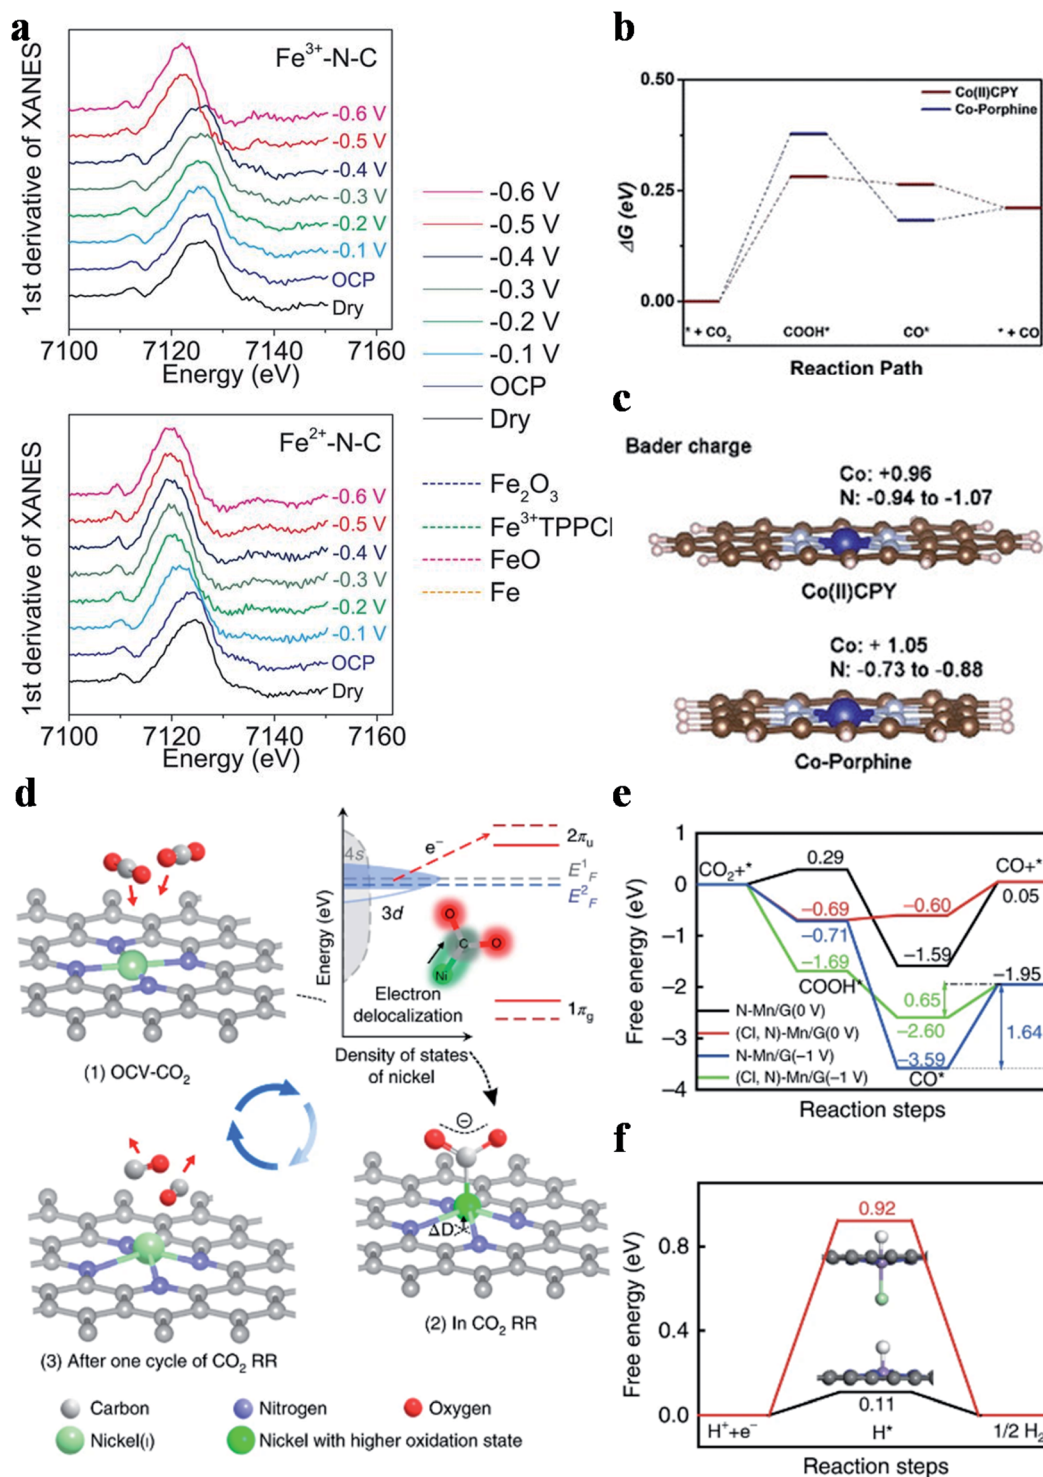 a
1st derivative of XANES
Fe³⁺-N-C
-0.6 V
-0.5 V
-0.4 V
-0.3 V
-0.2 V
-0.1 V
OCP
Dry
7100 7120 7140 7160
Energy (eV)
1st derivative of XANES
Fe²⁺-N-C
-0.6 V
-0.5 V
-0.4 V
-0.3 V
-0.2 V
-0.1 V
OCP
Dry
7100 7120 7140 7160
Energy (eV)
-0.6 V
-0.5 V
-0.4 V
-0.3 V
-0.2 V
-0.1 V
OCP
Dry
Fe₂O₃
Fe³⁺TPPCl
FeO
Fe
b
ΔG (eV)
0.50
0.25
0.00
Co(II)CPY
Co-Porphine
* + CO₂ COOH* CO* * + CO
Reaction Path
c
Bader charge
Co: +0.96
N: -0.94 to -1.07
Co(II)CPY
Co: + 1.05
N: -0.73 to -0.88
Co-Porphine
d
(1) OCV-CO₂
Energy (eV)
4s
3d
e⁻
2πᵤ
E¹F
E²F
O
C
O
Ni
Electron
delocalization
1πg
Density of states
of nickel
⊖
ΔD
(2) In CO₂ RR
(3) After one cycle of CO₂ RR
Carbon Nitrogen Oxygen
Nickel(I) Nickel with higher oxidation state
e
Free energy (eV)
1
0
−1
−2
−3
−4
CO₂+*
0.29
CO+*
0.05
−0.69
−0.60
−0.71
−1.59
−1.69
COOH*
−1.95
0.65
−2.60
1.64
−3.59
CO*
N-Mn/G(0 V)
(Cl, N)-Mn/G(0 V)
N-Mn/G(−1 V)
(Cl, N)-Mn/G(−1 V)
Reaction steps
f
Free energy (eV)
0.8
0.4
0.0
0.92
0.11
H⁺+e⁻ H* 1/2 H₂
Reaction steps